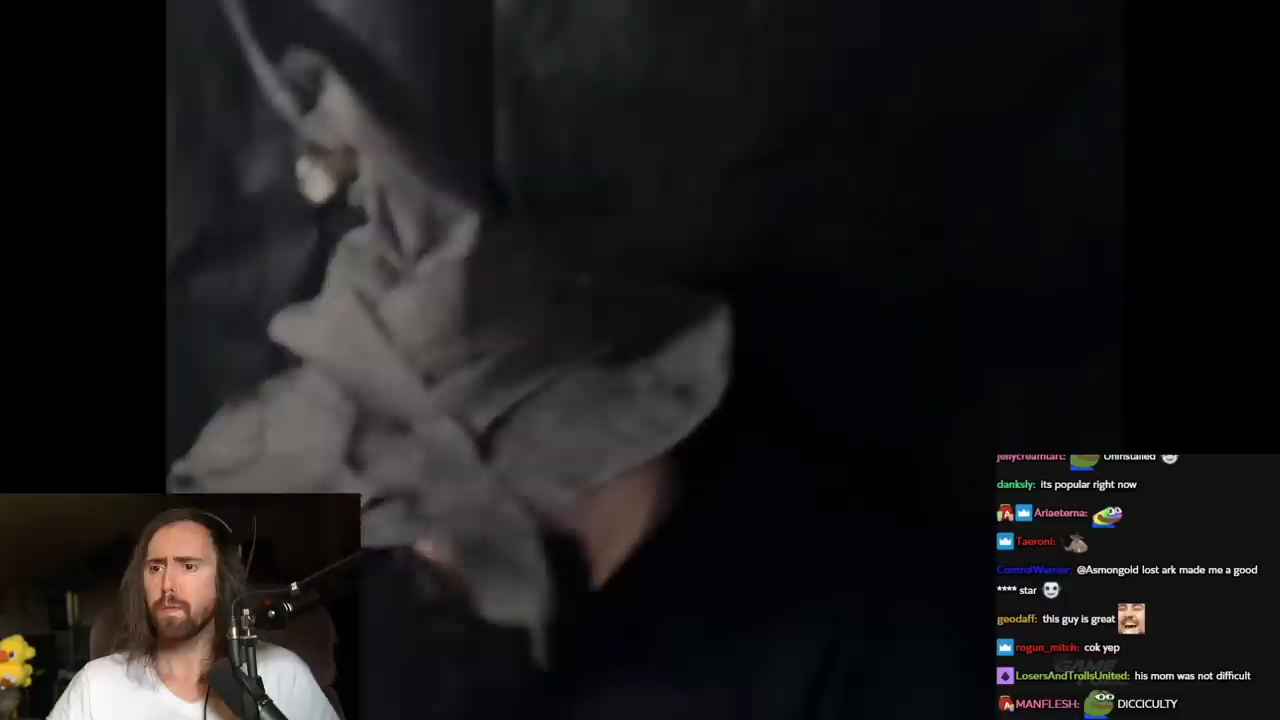 jellycreamtart: Uninstalled
danksly: its popular right now
Ariaeterna:
Taeroni:
ControlWarrior: @Asmongold lost ark made me a good
**** star
geodaff: this guy is great
rogun_mitch: cok yep
LosersAndTrollsUnited: his mom was not difficult
MANFLESH: DICCICULTY
GAME